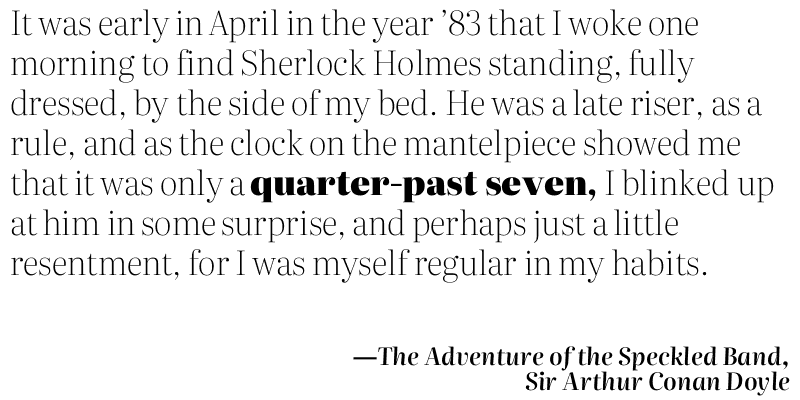 It was early in April in the year ’83 that I woke one
morning to find Sherlock Holmes standing, fully
dressed, by the side of my bed. He was a late riser, as a
rule, and as the clock on the mantelpiece showed me
that it was only a quarter-past seven, I blinked up
at him in some surprise, and perhaps just a little
resentment, for I was myself regular in my habits.
—The Adventure of the Speckled Band,
Sir Arthur Conan Doyle